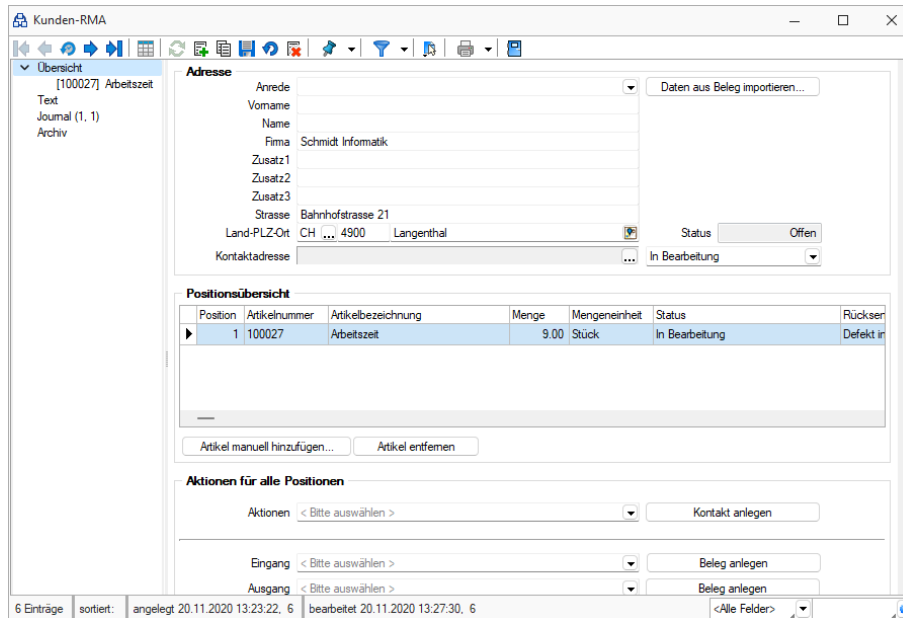 Kunden-RMA
Übersicht
[100027] Arbeitszeit
Text
Journal (1, 1)
Archiv
Adresse
Anrede
Daten aus Beleg importieren...
Vorname
Name
Firma Schmidt Informatik
Zusatz1
Zusatz2
Zusatz3
Strasse Bahnhofstrasse 21
Land-PLZ-Ort CH ... 4900 Langenthal
Status Offen
Kontaktadresse ... In Bearbeitung
Positionsübersicht
Position Artikelnummer Artikelbezeichnung Menge Mengeneinheit Status Rücksen
1 100027 Arbeitszeit 9.00 Stück In Bearbeitung Defekt in
Artikel manuell hinzufügen... Artikel entfernen
Aktionen für alle Positionen
Aktionen < Bitte auswählen > Kontakt anlegen
Eingang < Bitte auswählen > Beleg anlegen
Ausgang < Bitte auswählen > Beleg anlegen
6 Einträge sortiert: angelegt 20.11.2020 13:23:22, 6 bearbeitet 20.11.2020 13:27:30, 6 <Alle Felder>